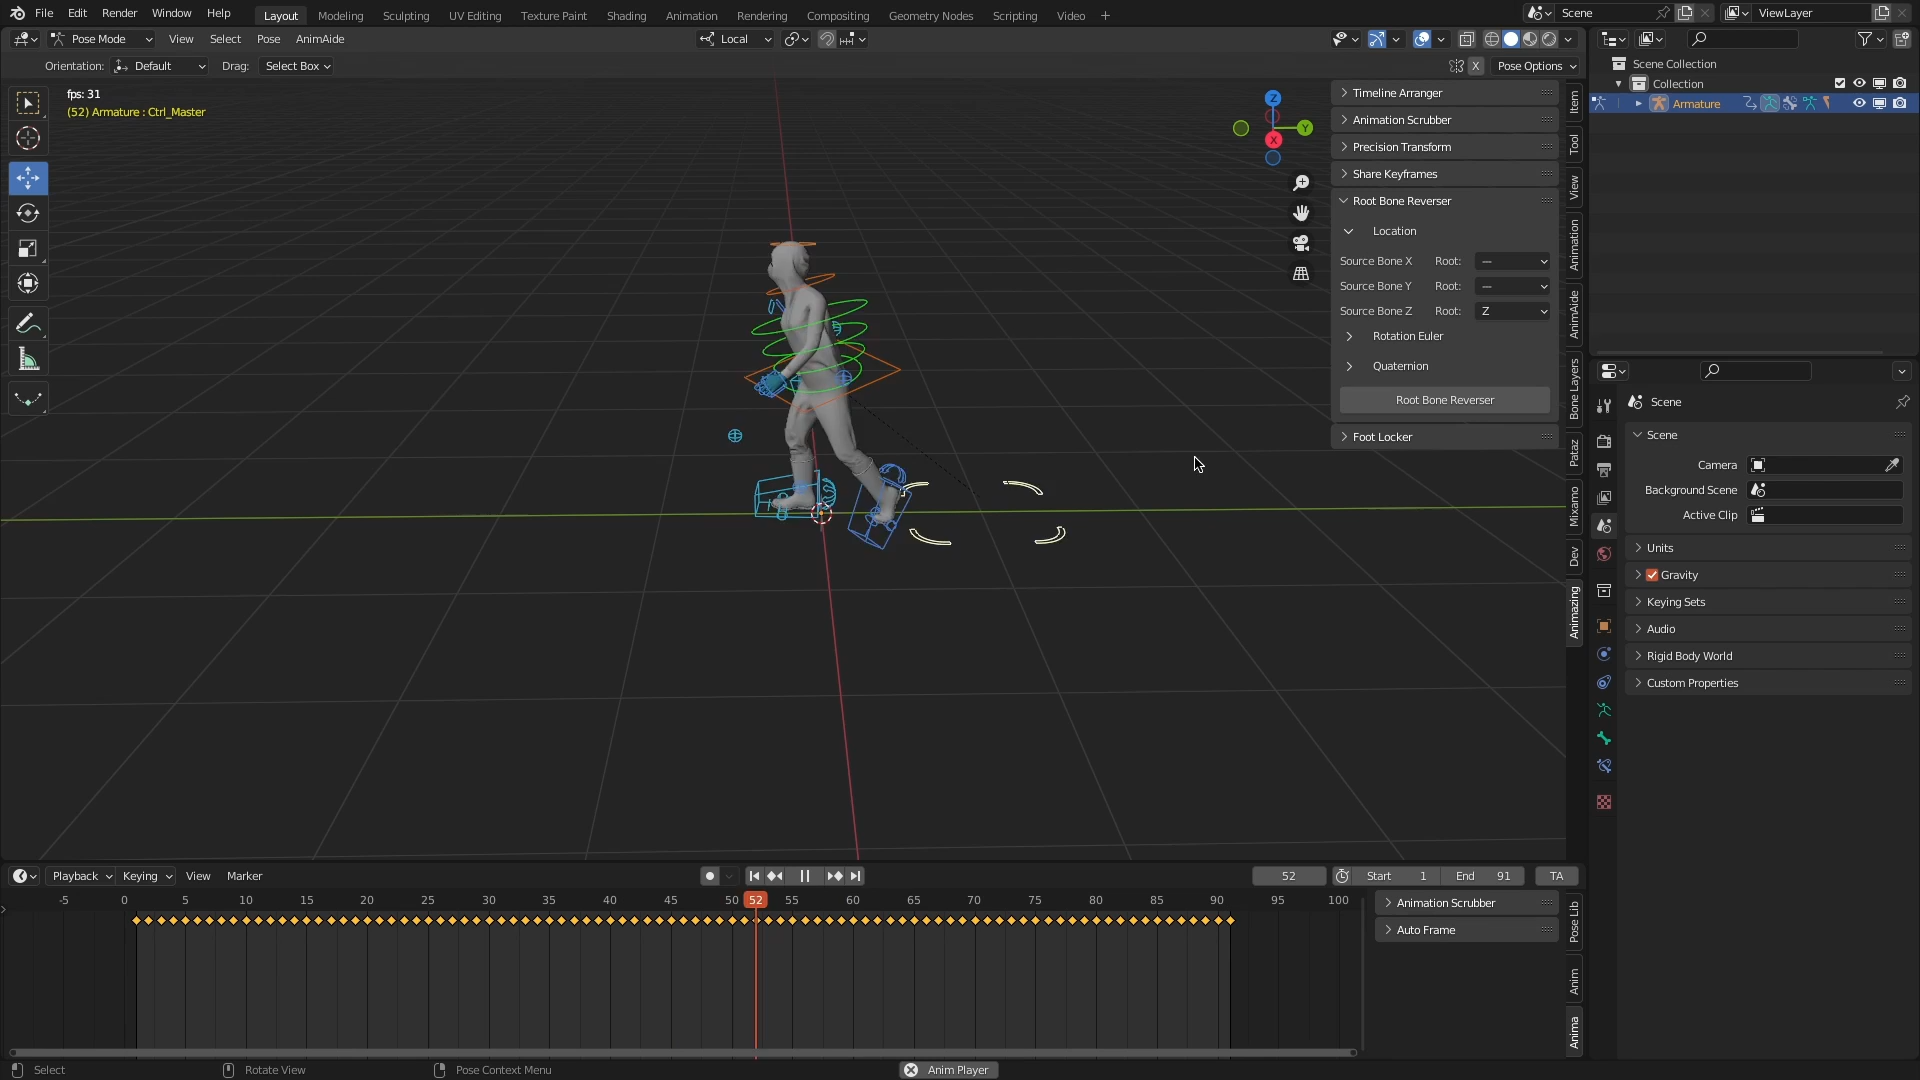 File Edit Render Window Help
Layout Modeling Sculpting UV Editing Texture Paint Shading Animation Rendering Compositing Geometry Nodes Scripting Video +
Scene
ViewLayer
Pose Mode View Select Pose AnimAide
Local
Orientation: Default Drag: Select Box
X Pose Options
fps: 31
(52) Armature : Ctrl_Master
Z
Y
X
Timeline Arranger
Animation Scrubber
Precision Transform
Share Keyframes
Root Bone Reverser
Location
Source Bone X Root: —
Source Bone Y Root: —
Source Bone Z Root: Z
Rotation Euler
Quaternion
Root Bone Reverser
Foot Locker
Item
Tool
View
Animation
AnimAide
Bone Layers
Pataz
Mixamo
Dev
Animazing
Scene Collection
Collection
Armature
Scene
Scene
Camera
Background Scene
Active Clip
Units
Gravity
Keying Sets
Audio
Rigid Body World
Custom Properties
Playback Keying View Marker
52
Start 1 End 91
TA
-5 0 5 10 15 20 25 30 35 40 45 50 52 55 60 65 70 75 80 85 90 95 100
Animation Scrubber
Auto Frame
Pose Lib
Anim
Anima
Select Rotate View Pose Context Menu Anim Player